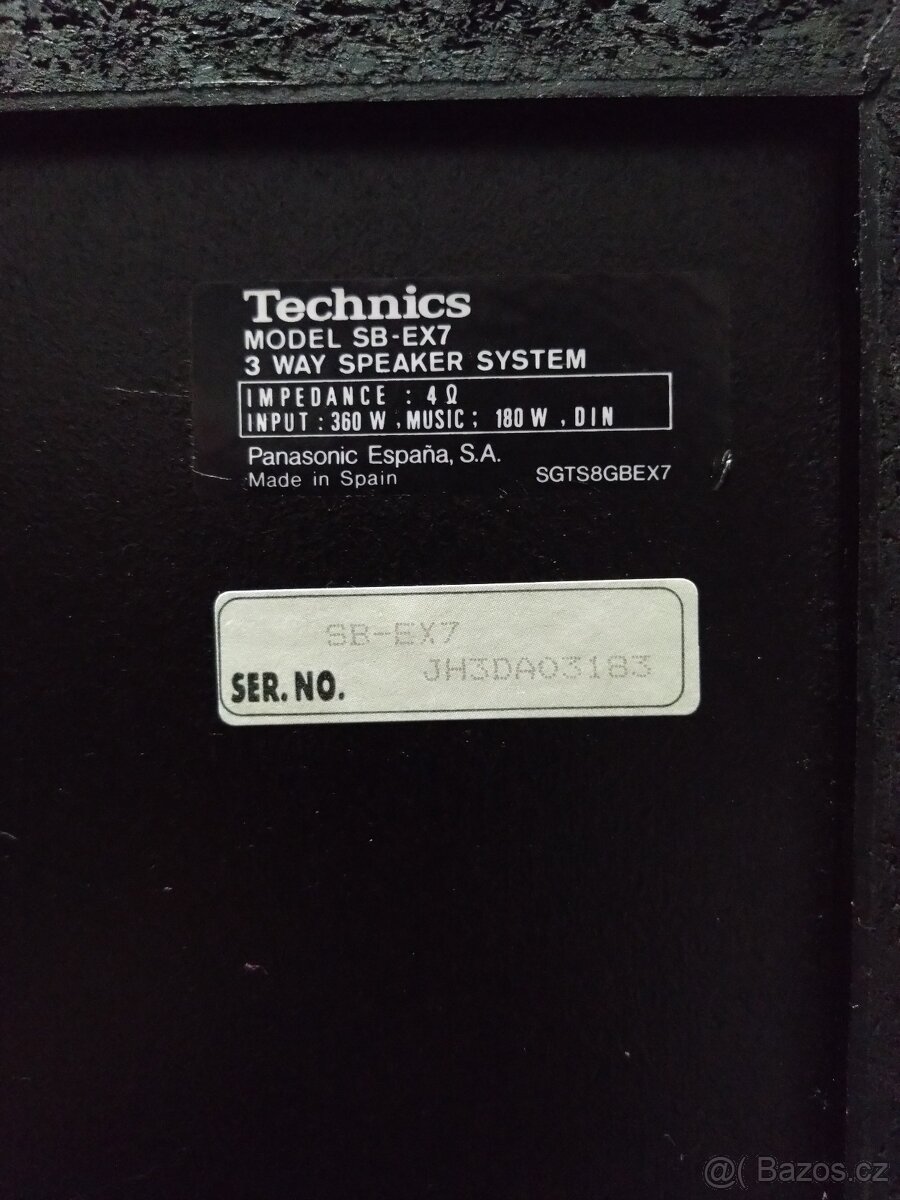 Technics
MODEL SB-EX7
3 WAY SPEAKER SYSTEM
IMPEDANCE : 4 Ω
INPUT : 360 W , MUSIC ; 180 W , DIN
Panasonic España, S.A.
Made in Spain SGTS8GBEX7
SB-EX7
SER. NO. JH3DA03183
@( Bazos.cz